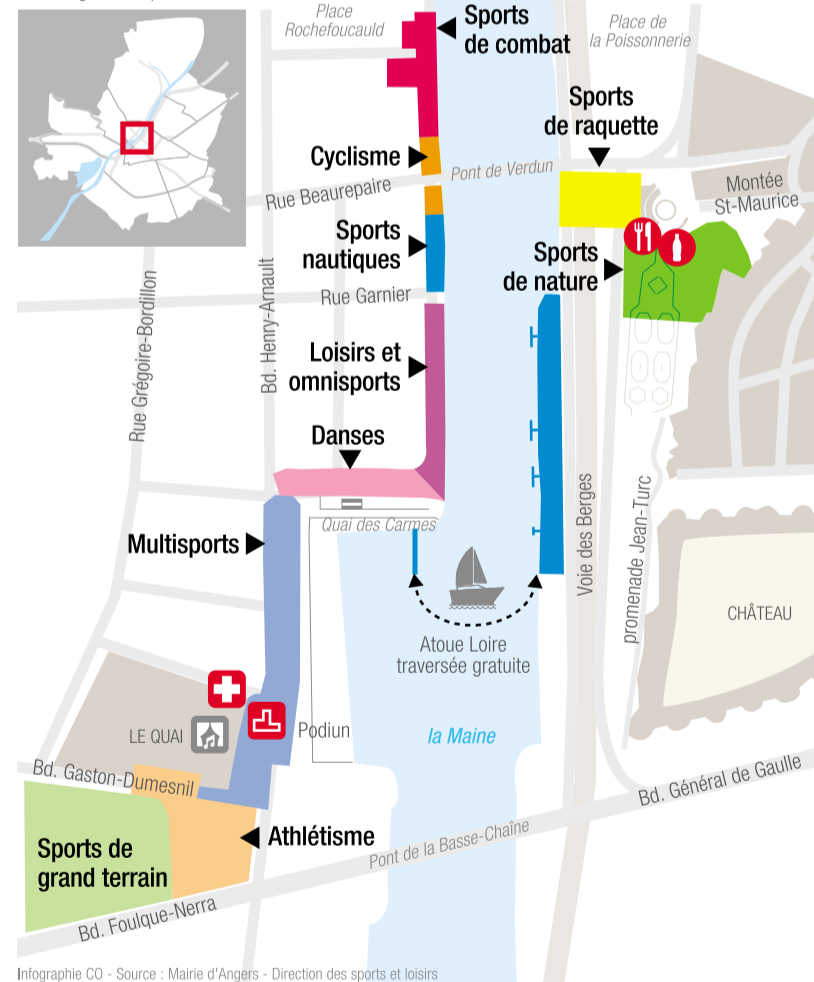 Place
Rochefoucauld
Sports
de combat
Place de
la Poissonnerie
Sports
de raquette
Cyclisme
Pont de Verdun
Rue Beaurepaire
Montée
St-Maurice
Sports
nautiques
Sports
de nature
Rue Garnier
Rue Grégoire-Bordillon
Bd. Henry-Arnault
Loisirs et
omnisports
Danses
Quai des Carmes
Multisports
Voie des Berges
promenade Jean-Turc
CHÂTEAU
Atoue Loire
traversée gratuite
LE QUAI
Podiun
la Maine
Bd. Gaston-Dumesnil
Bd. Général de Gaulle
Athlétisme
Pont de la Basse-Chaîne
Sports de
grand terrain
Bd. Foulque-Nerra
Infographie CO - Source : Mairie d'Angers - Direction des sports et loisirs